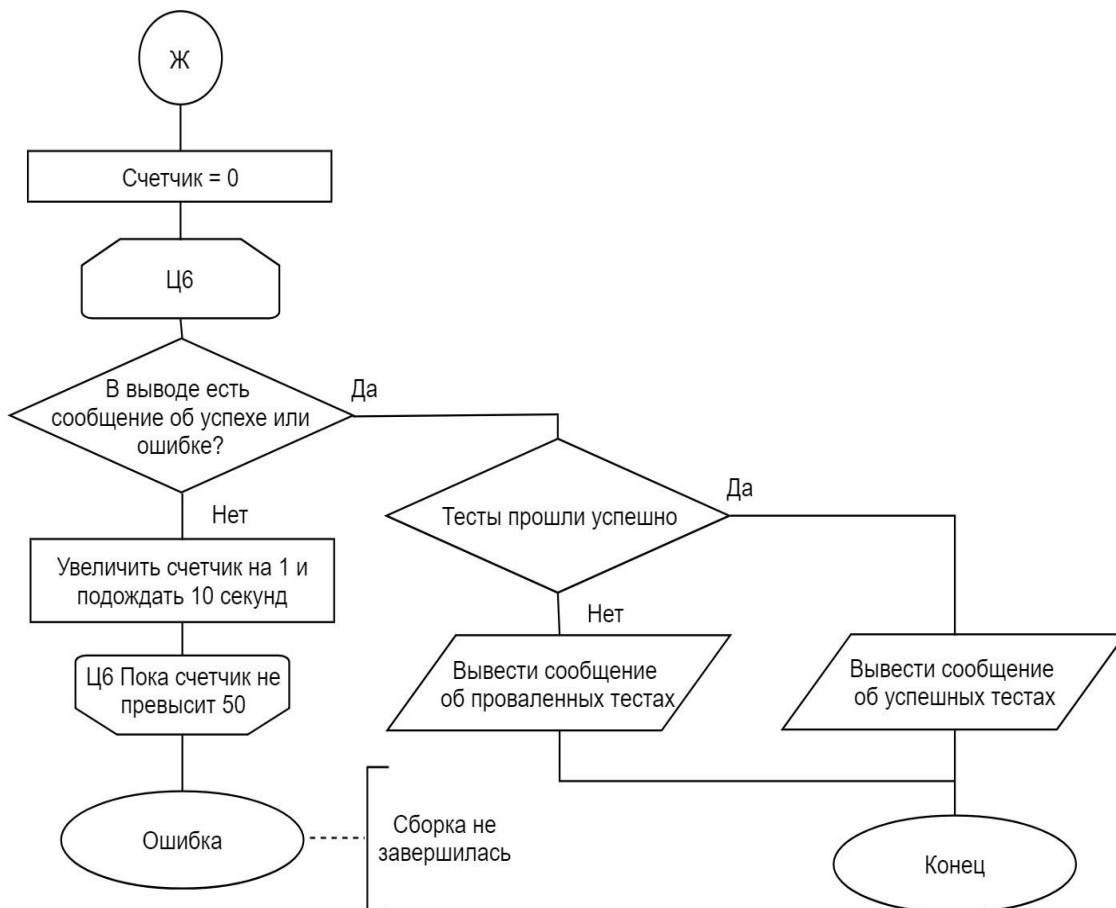 Ж
Счетчик = 0
Ц6
В выводе есть
сообщение об успехе или
ошибке?
Да
Нет
Тесты прошли успешно
Да
Нет
Увеличить счетчик на 1 и
подождать 10 секунд
Вывести сообщение
об проваленных тестах
Вывести сообщение
об успешных тестах
Ц6 Пока счетчик не
превысит 50
Ошибка
Сборка не
завершилась
Конец